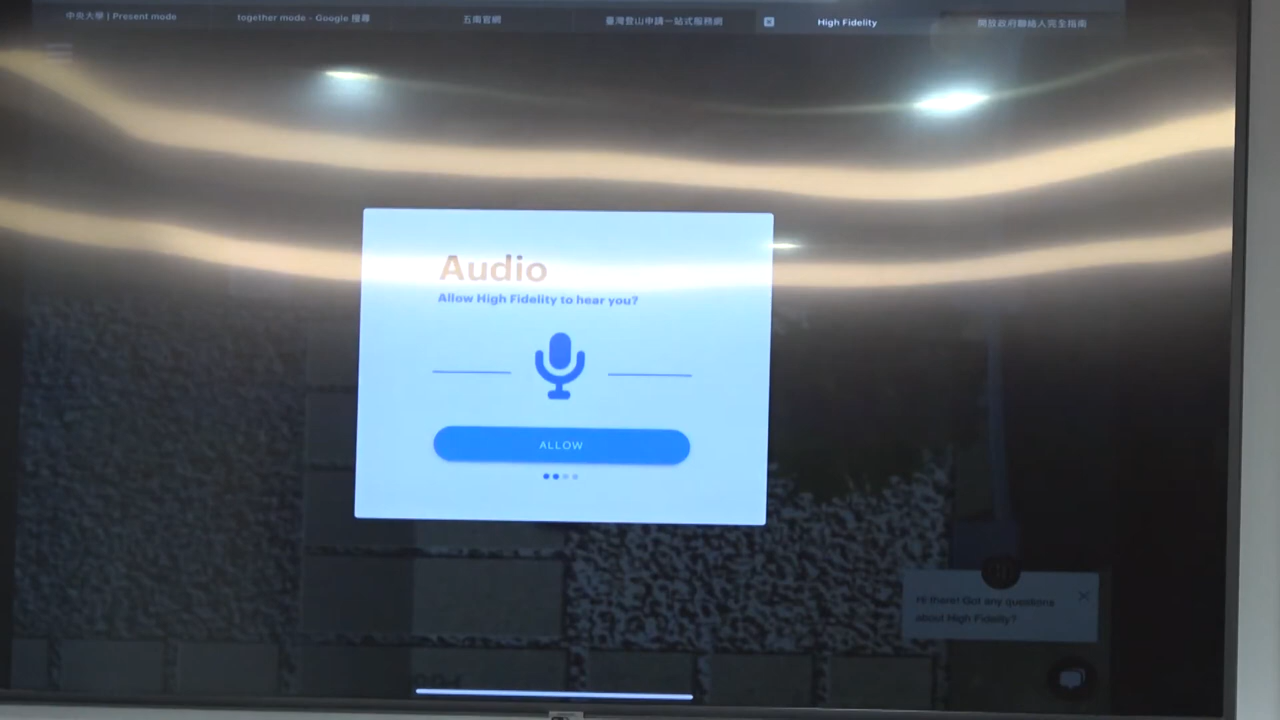 中央大學 | Present mode
together mode - Google 搜尋
五南官網
臺灣登山申請一站式服務網
High Fidelity
開放政府聯絡人完全指南
Audio
Allow High Fidelity to hear you?
ALLOW
Hi there! Got any questions
about High Fidelity?